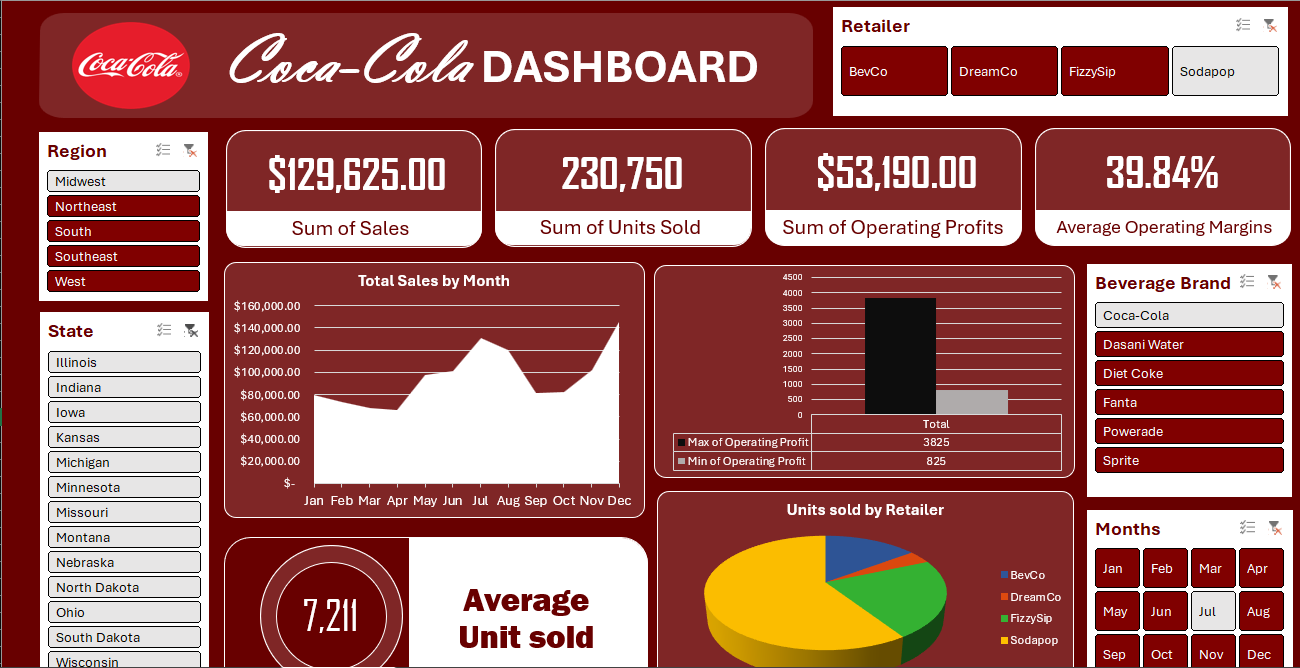 Coca-Cola®
Coca-Cola DASHBOARD
Retailer
BevCo
DreamCo
FizzySip
Sodapop
Region
Midwest
Northeast
South
Southeast
West
$129,625.00
Sum of Sales
230,750
Sum of Units Sold
$53,190.00
Sum of Operating Profits
39.84%
Average Operating Margins
State
Illinois
Indiana
Iowa
Kansas
Michigan
Minnesota
Missouri
Montana
Nebraska
North Dakota
Ohio
South Dakota
Wisconsin
Total Sales by Month
$160,000.00
$140,000.00
$120,000.00
$100,000.00
$80,000.00
$60,000.00
$40,000.00
$20,000.00
$-
Jan Feb Mar Apr May Jun Jul Aug Sep Oct Nov Dec
4500
4000
3500
3000
2500
2000
1500
1000
500
0
Total
Max of Operating Profit 3825
Min of Operating Profit 825
Beverage Brand
Coca-Cola
Dasani Water
Diet Coke
Fanta
Powerade
Sprite
7,211
Average
Unit sold
Units sold by Retailer
BevCo
DreamCo
FizzySip
Sodapop
Months
Jan Feb Mar Apr
May Jun Jul Aug
Sep Oct Nov Dec